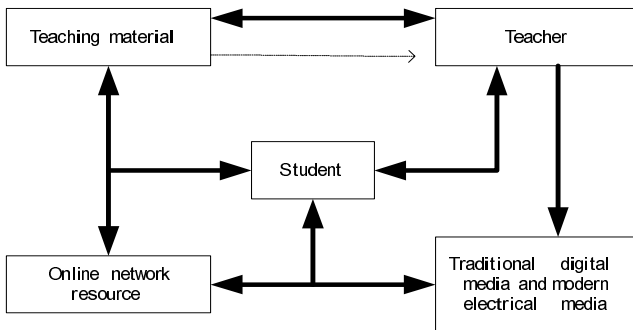 Teaching material
Teacher
Student
Online network
resource
Traditional digital
media and modern
electrical media